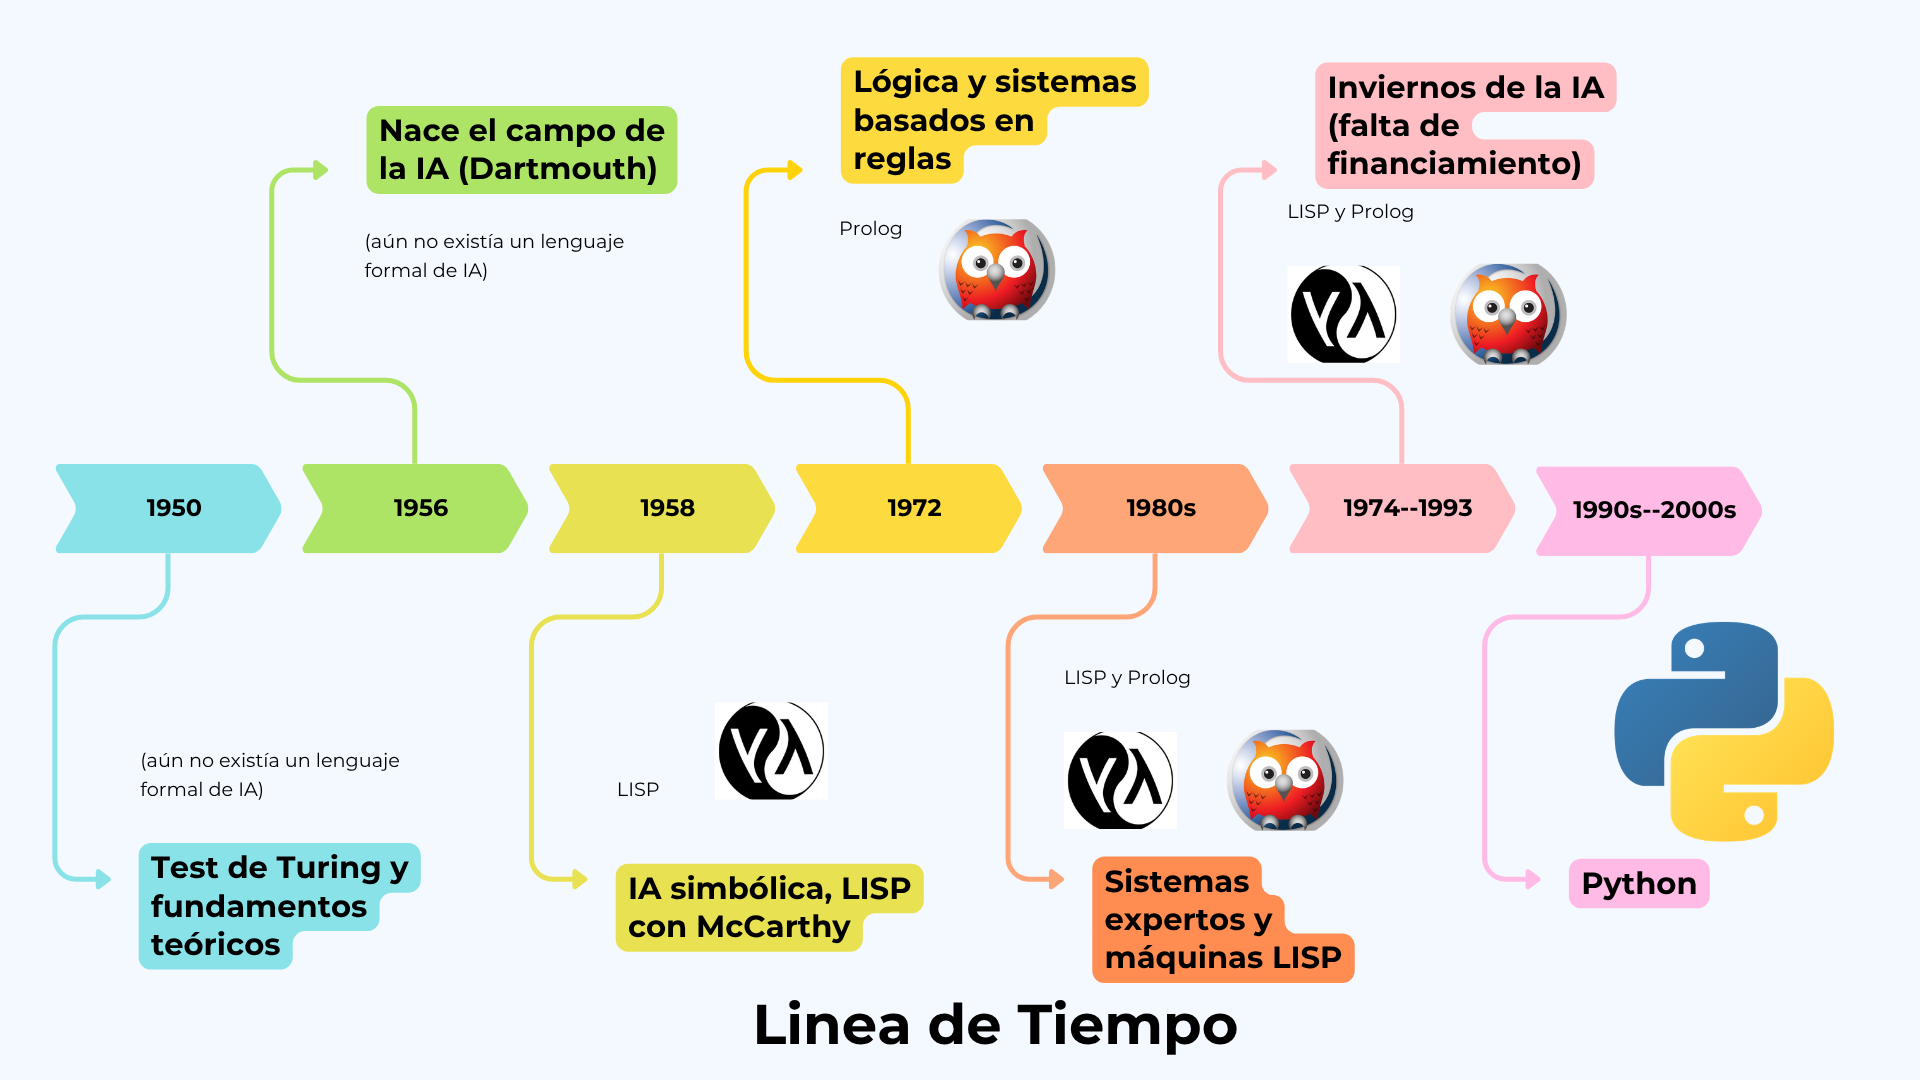 Nace el campo de
la IA (Dartmouth)
(aún no existía un lenguaje
formal de IA)
Lógica y sistemas
basados en
reglas
Prolog
Inviernos de la IA
(falta de
financiamiento)
LISP y Prolog
1950
1956
1958
1972
1980s
1974--1993
1990s--2000s
(aún no existía un lenguaje
formal de IA)
Test de Turing y
fundamentos
teóricos
LISP
IA simbólica, LISP
con McCarthy
LISP y Prolog
Sistemas
expertos y
máquinas LISP
Python
Linea de Tiempo